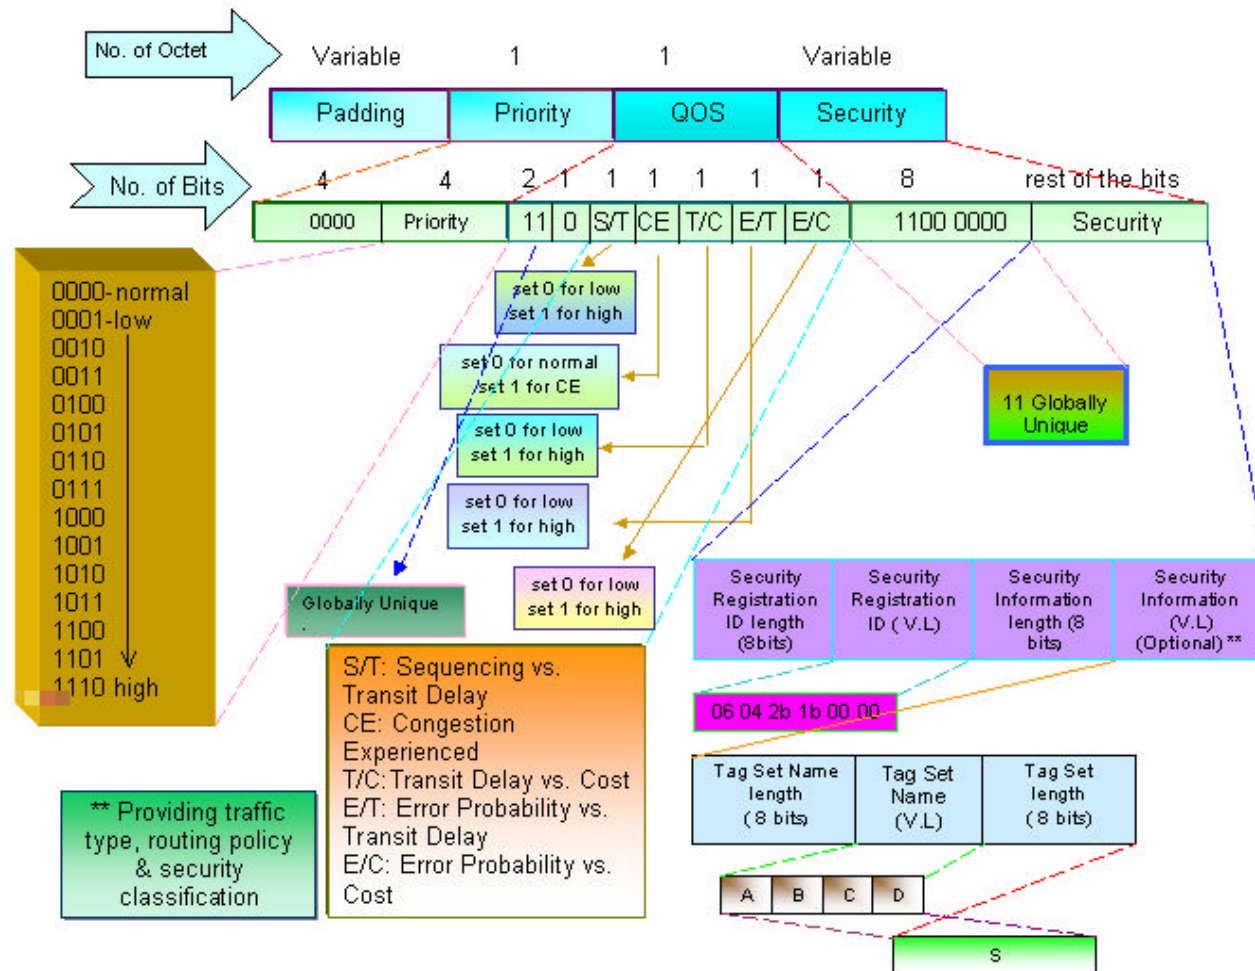 No. of Octet
Variable 1 1 Variable
Padding Priority QOS Security
No. of Bits
4 4 2 1 1 1 1 1 1 8 rest of the bits
0000 Priority 11 0 S/T CE T/C E/T E/C 1100 0000 Security
0000-normal
0001-low
0010
0011
0100
0101
0110
0111
1000
1001
1010
1011
1100
1101
1110 high
set 0 for low
set 1 for high
set 0 for normal
set 1 for CE
set 0 for low
set 1 for high
set 0 for low
set 1 for high
set 0 for low
set 1 for high
Globally Unique
.
11 Globally
Unique
S/T: Sequencing vs.
Transit Delay
CE: Congestion
Experienced
T/C: Transit Delay vs. Cost
E/T: Error Probability vs.
Transit Delay
E/C: Error Probability vs.
Cost
** Providing traffic
type, routing policy
& security
classification
Security
Registration
ID length
(8bits)
Security
Registration
ID ( V.L)
Security
Information
length (8
bits)
Security
Information
(V.L)
(Optional) **
06 04 2b 1b 00 00
Tag Set Name
length
( 8 bits)
Tag Set
Name
(V.L)
Tag Set
length
( 8 bits)
A B C D
S